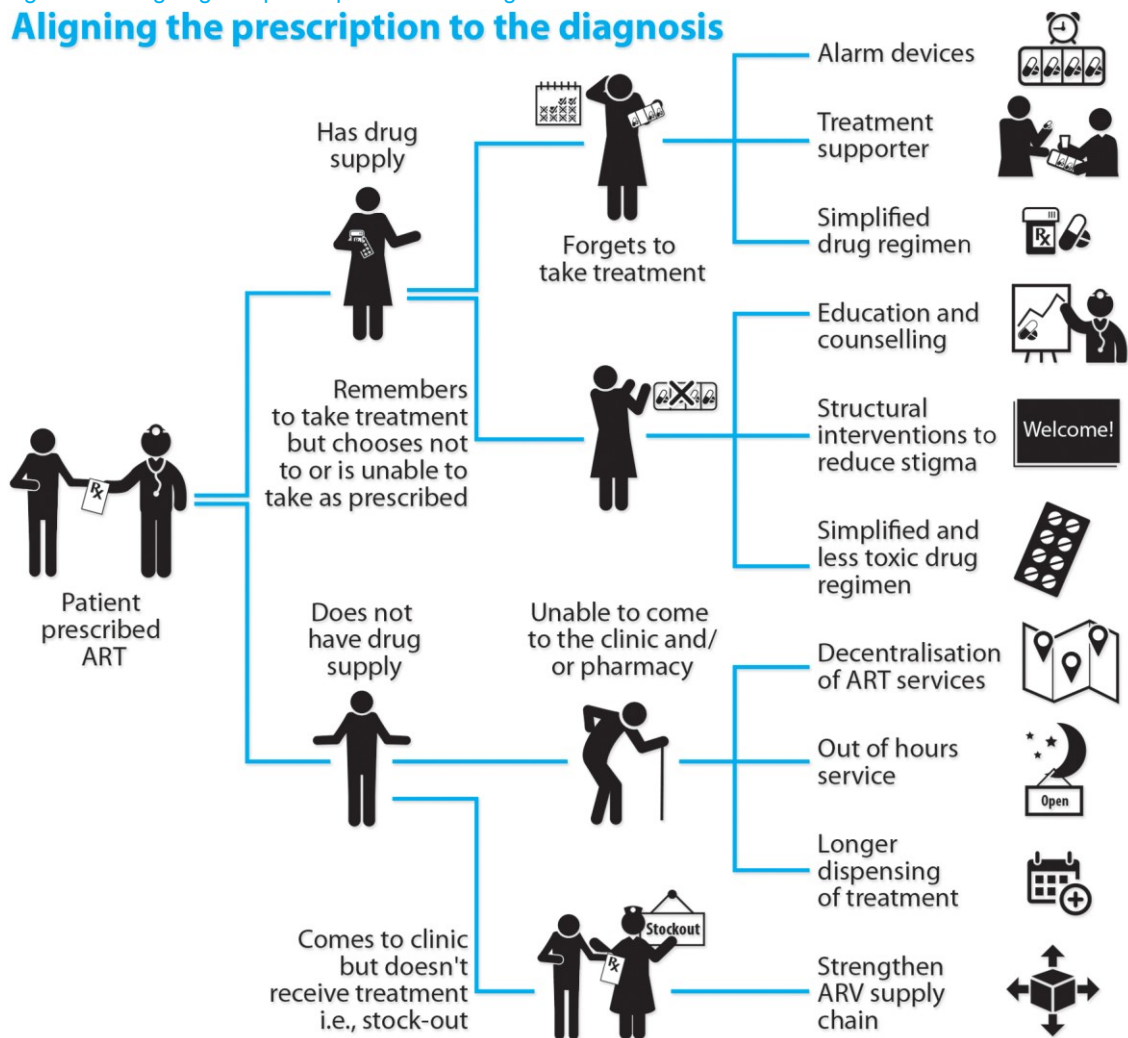 Aligning the prescription to the diagnosis
Has drug
supply
Forgets to
take treatment
Alarm devices
Treatment
supporter
Simplified
drug regimen
Rx
Remembers
to take treatment
but chooses not
to or is unable to
take as prescribed
Education and
counselling
Structural
interventions to
reduce stigma
Welcome!
Simplified and
less toxic drug
regimen
Rx
Patient
prescribed
ART
Does not
have drug
supply
Unable to come
to the clinic and/
or pharmacy
Decentralisation
of ART services
Out of hours
service
Open
Longer
dispensing
of treatment
Comes to clinic
but doesn't
receive treatment
i.e., stock-out
Stockout
Rx
Strengthen
ARV supply
chain